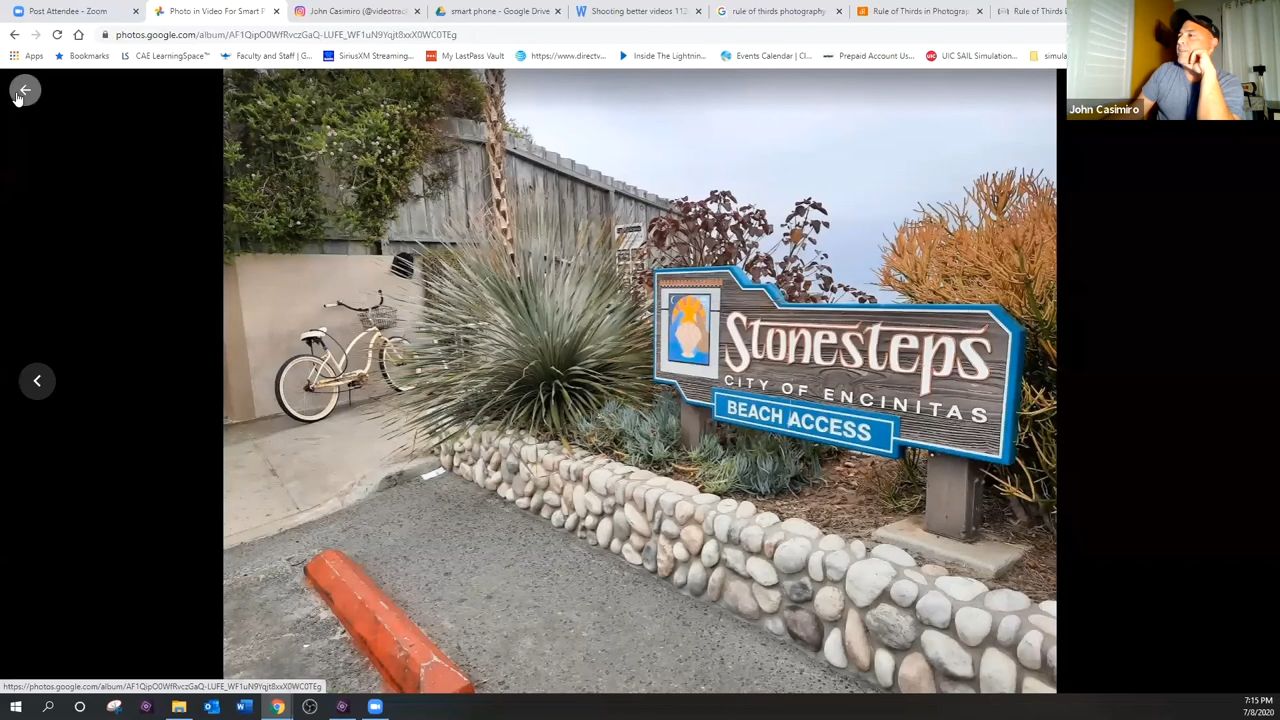 Post Attendee - Zoom
Photo in Video For Smart P
John Casimiro (@videotrac
smart phone - Google Drive
Shooting better videos 112
rule of thirds photography
Rule of Thirds in Photograp
Rule of Thirds
photos.google.com/album/AF1QipO0WfRvczGaQ-LUFE_WF1uN9Yqjt8xxX0WC0TEg
Apps
Bookmarks
CAE LearningSpace™
Faculty and Staff | G...
SiriusXM Streaming...
My LastPass Vault
https://www.directv...
Inside The Lightnin...
Events Calendar | Cl...
Prepaid Account Us...
UIC SAIL Simulation...
simula
John Casimiro
Stonesteps
CITY OF ENCINITAS
BEACH ACCESS
https://photos.google.com/album/AF1QipO0WfRvczGaQ-LUFE_WF1uN9Yqjt8xxX0WC0TEg
7:15 PM
7/8/2020